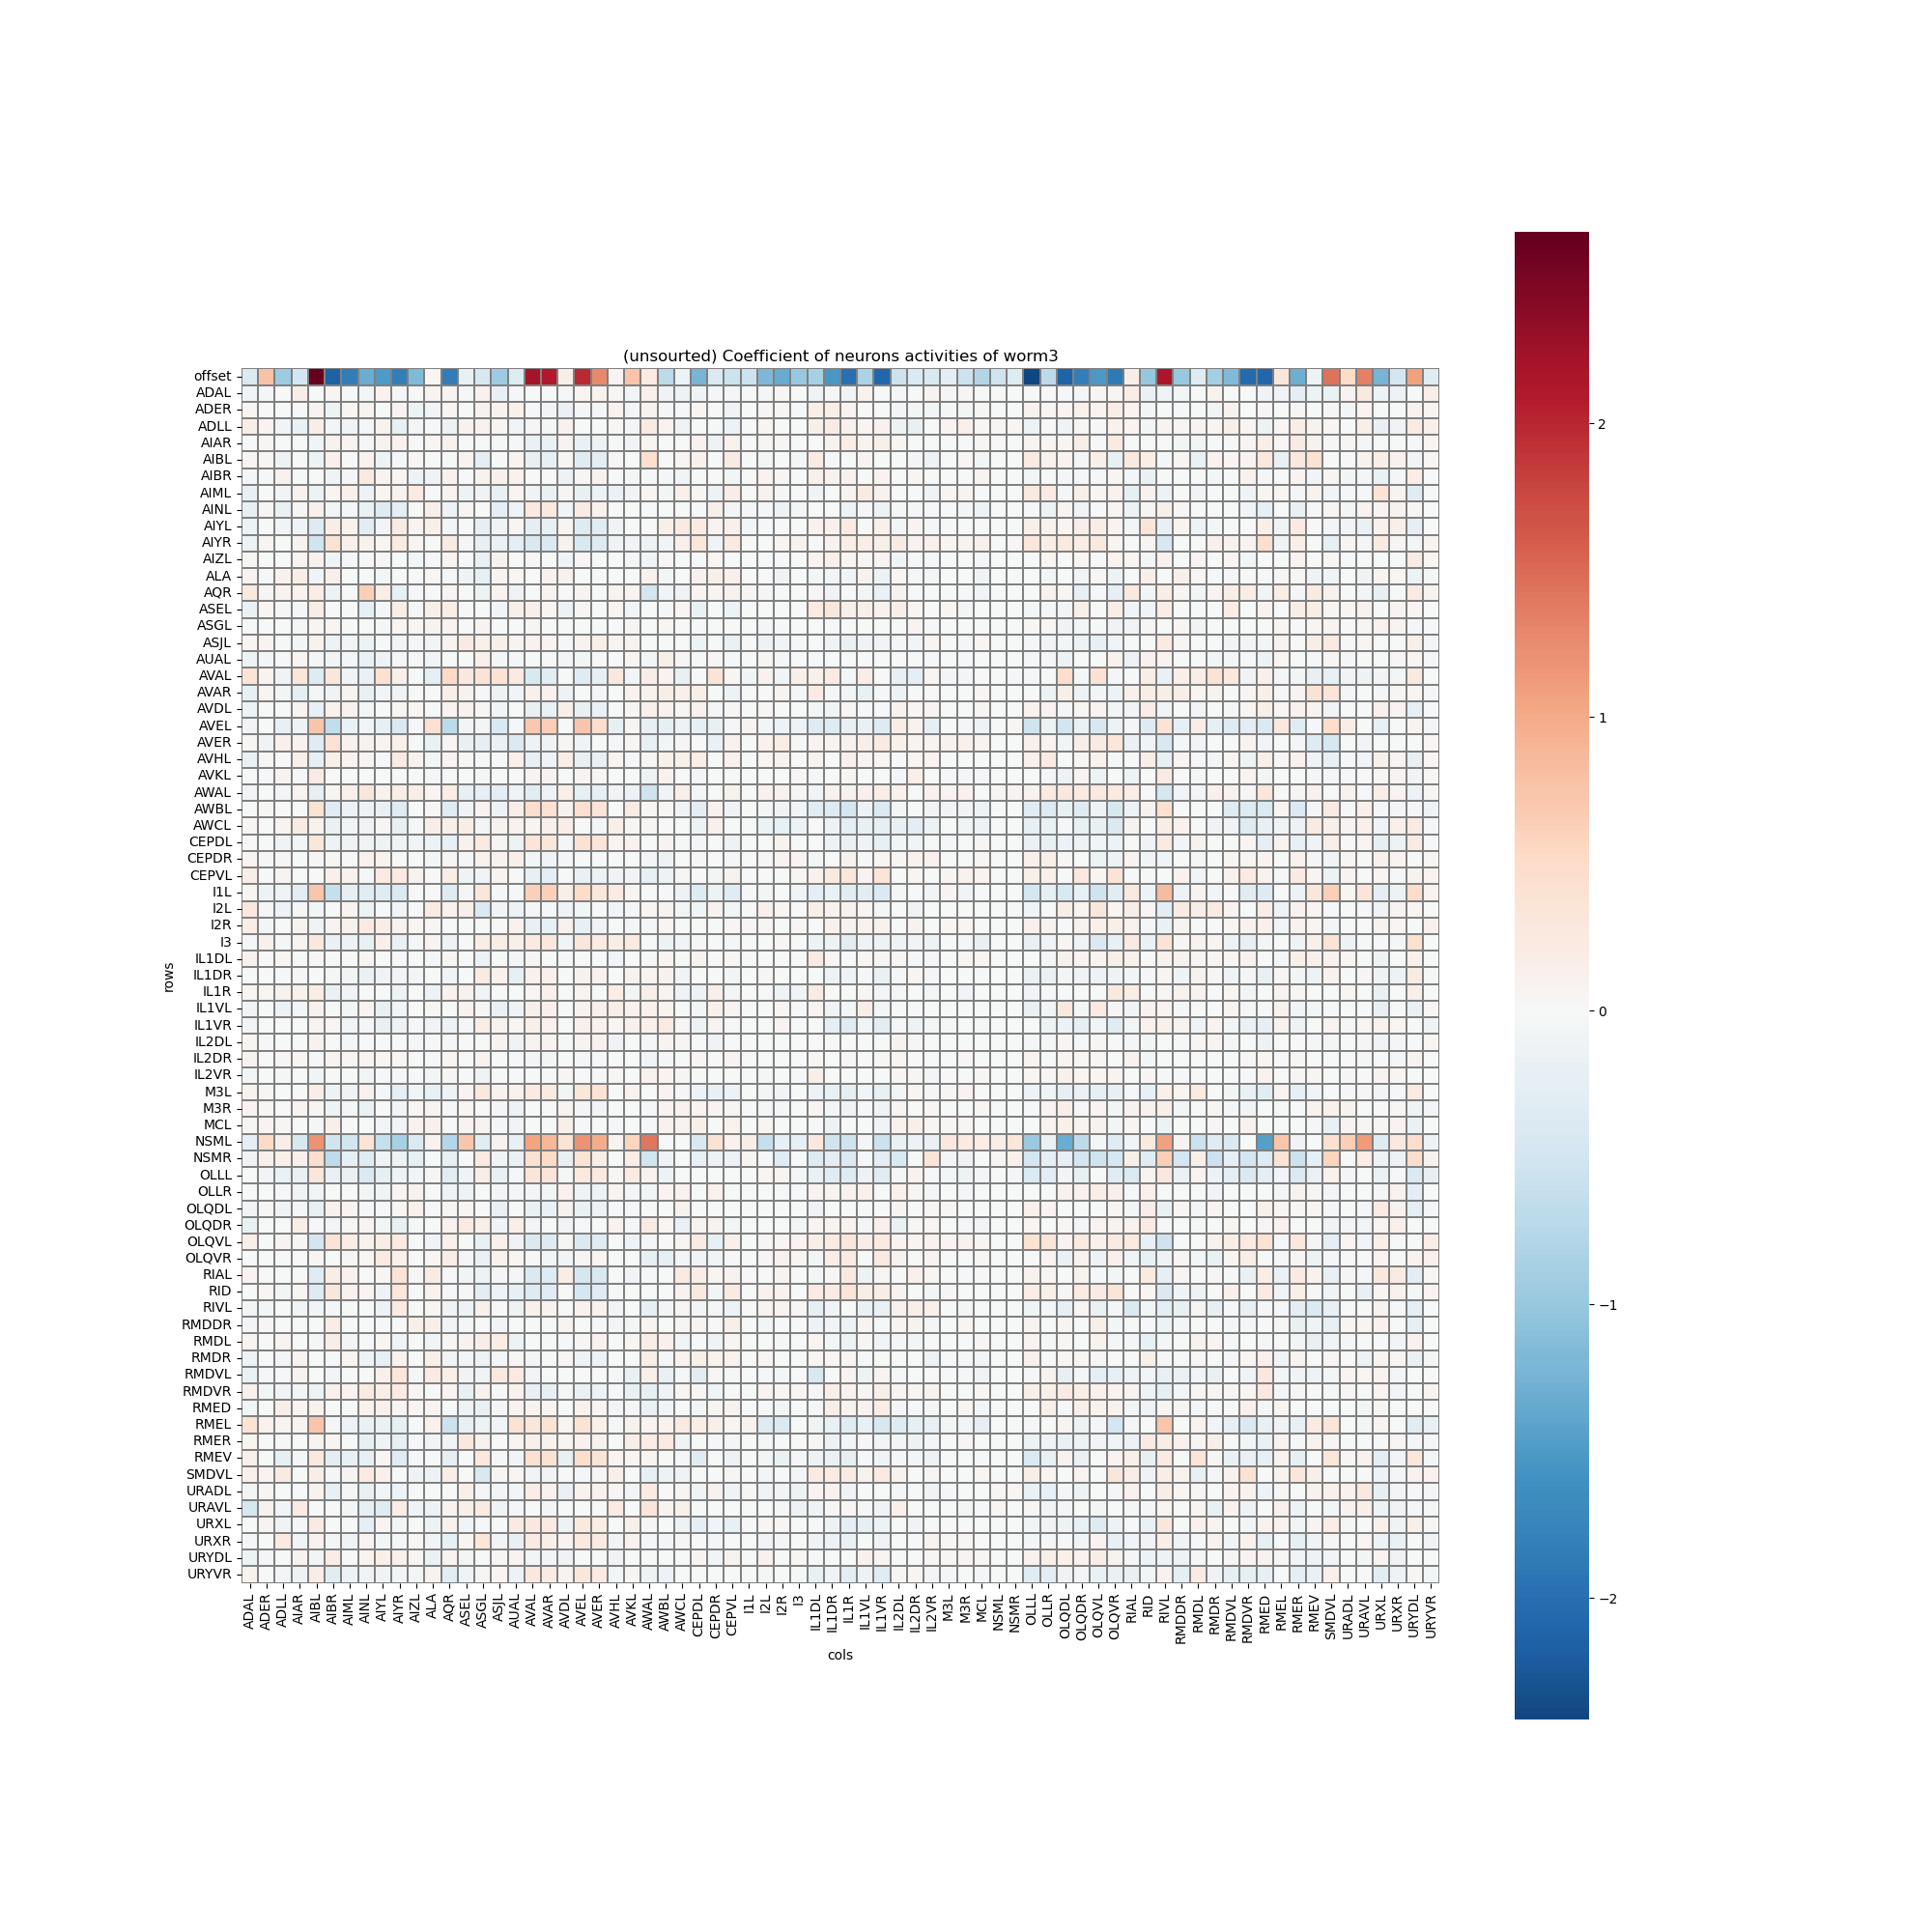 (unsourted) Coefficient of neurons activities of worm3
offset
ADAL
ADER
ADLL
AIAR
AIBL
AIBR
AIML
AINL
AIYL
AIYR
AIZL
ALA
AQR
ASEL
ASGL
ASJL
AUAL
AVAL
AVAR
AVDL
AVEL
AVER
AVHL
AVKL
AWAL
AWBL
AWCL
CEPDL
CEPDR
CEPVL
I1L
I2L
I2R
I3
IL1DL
IL1DR
IL1R
IL1VL
IL1VR
IL2DL
IL2DR
IL2VR
M3L
M3R
MCL
NSML
NSMR
OLLL
OLLR
OLQDL
OLQDR
OLQVL
OLQVR
RIAL
RID
RIVL
RMDDR
RMDL
RMDR
RMDVL
RMDVR
RMED
RMEL
RMER
RMEV
SMDVL
URADL
URAVL
URXL
URXR
URYDL
URYVR
rows
ADAL ADER ADLL AIAR AIBL AIBR AIML AINL AIYL AIYR AIZL ALA AQR ASEL ASGL ASJL AUAL AVAL AVAR AVDL AVEL AVER AVHL AVKL AWAL AWBL AWCL CEPDL CEPDR CEPVL I1L I2L I2R I3 IL1DL IL1DR IL1R IL1VL IL1VR IL2DL IL2DR IL2VR M3L M3R MCL NSML NSMR OLLL OLLR OLQDL OLQDR OLQVL OLQVR RIAL RID RIVL RMDDR RMDL RMDR RMDVL RMDVR RMED RMEL RMER RMEV SMDVL URADL URAVL URXL URXR URYDL URYVR
cols
2
1
0
−1
−2